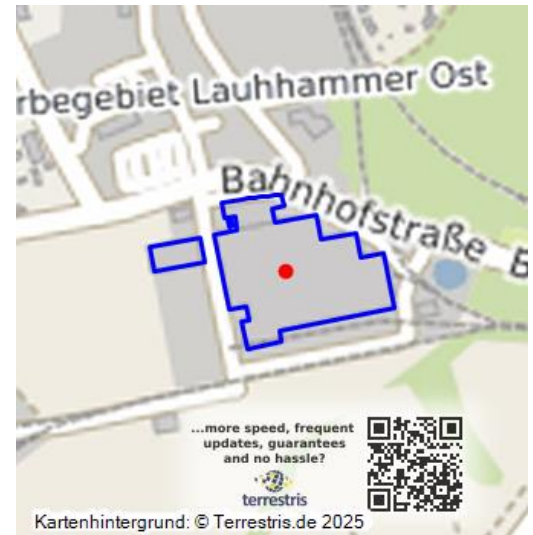 rbegebiet Lauhhammer Ost
Bahnhofstraße B
...more speed, frequent
updates, guarantees
and no hassle?
terrestris
Kartenhintergrund: © Terrestris.de 2025